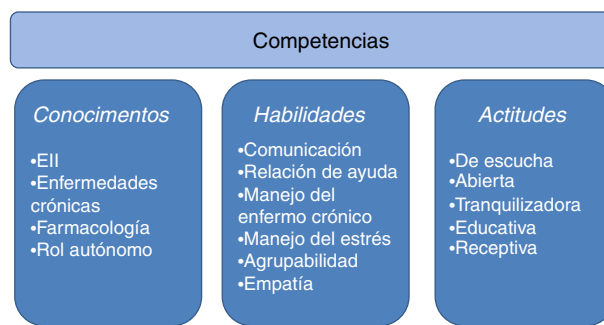 Competencias
Conocimentos
•EII
•Enfermedades
crónicas
•Farmacología
•Rol autónomo
Habilidades
•Comunicación
•Relación de ayuda
•Manejo del
enfermo crónico
•Manejo del estrés
•Agrupabilidad
•Empatía
Actitudes
•De escucha
•Abierta
•Tranquilizadora
•Educativa
•Receptiva